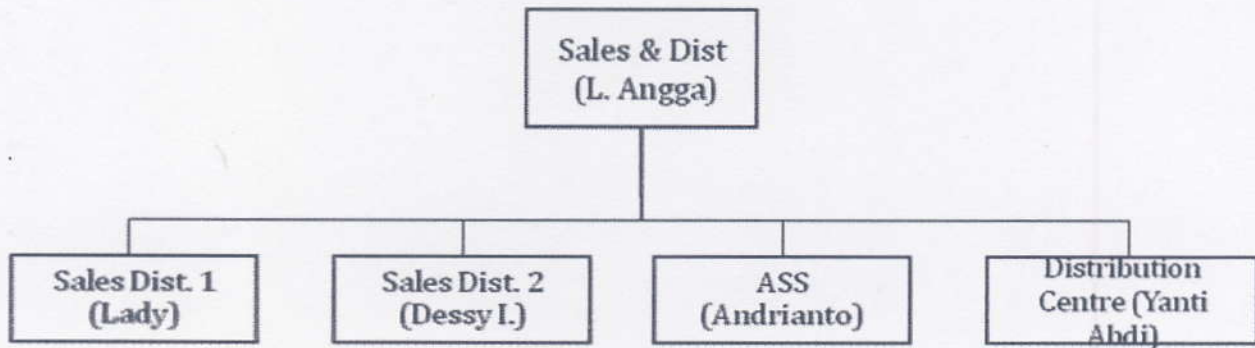 Sales & Dist
(L. Angga)
Sales Dist. 1
(Lady)
Sales Dist. 2
(Dessy I.)
ASS
(Andrianto)
Distribution
Centre (Yanti
Abdi)